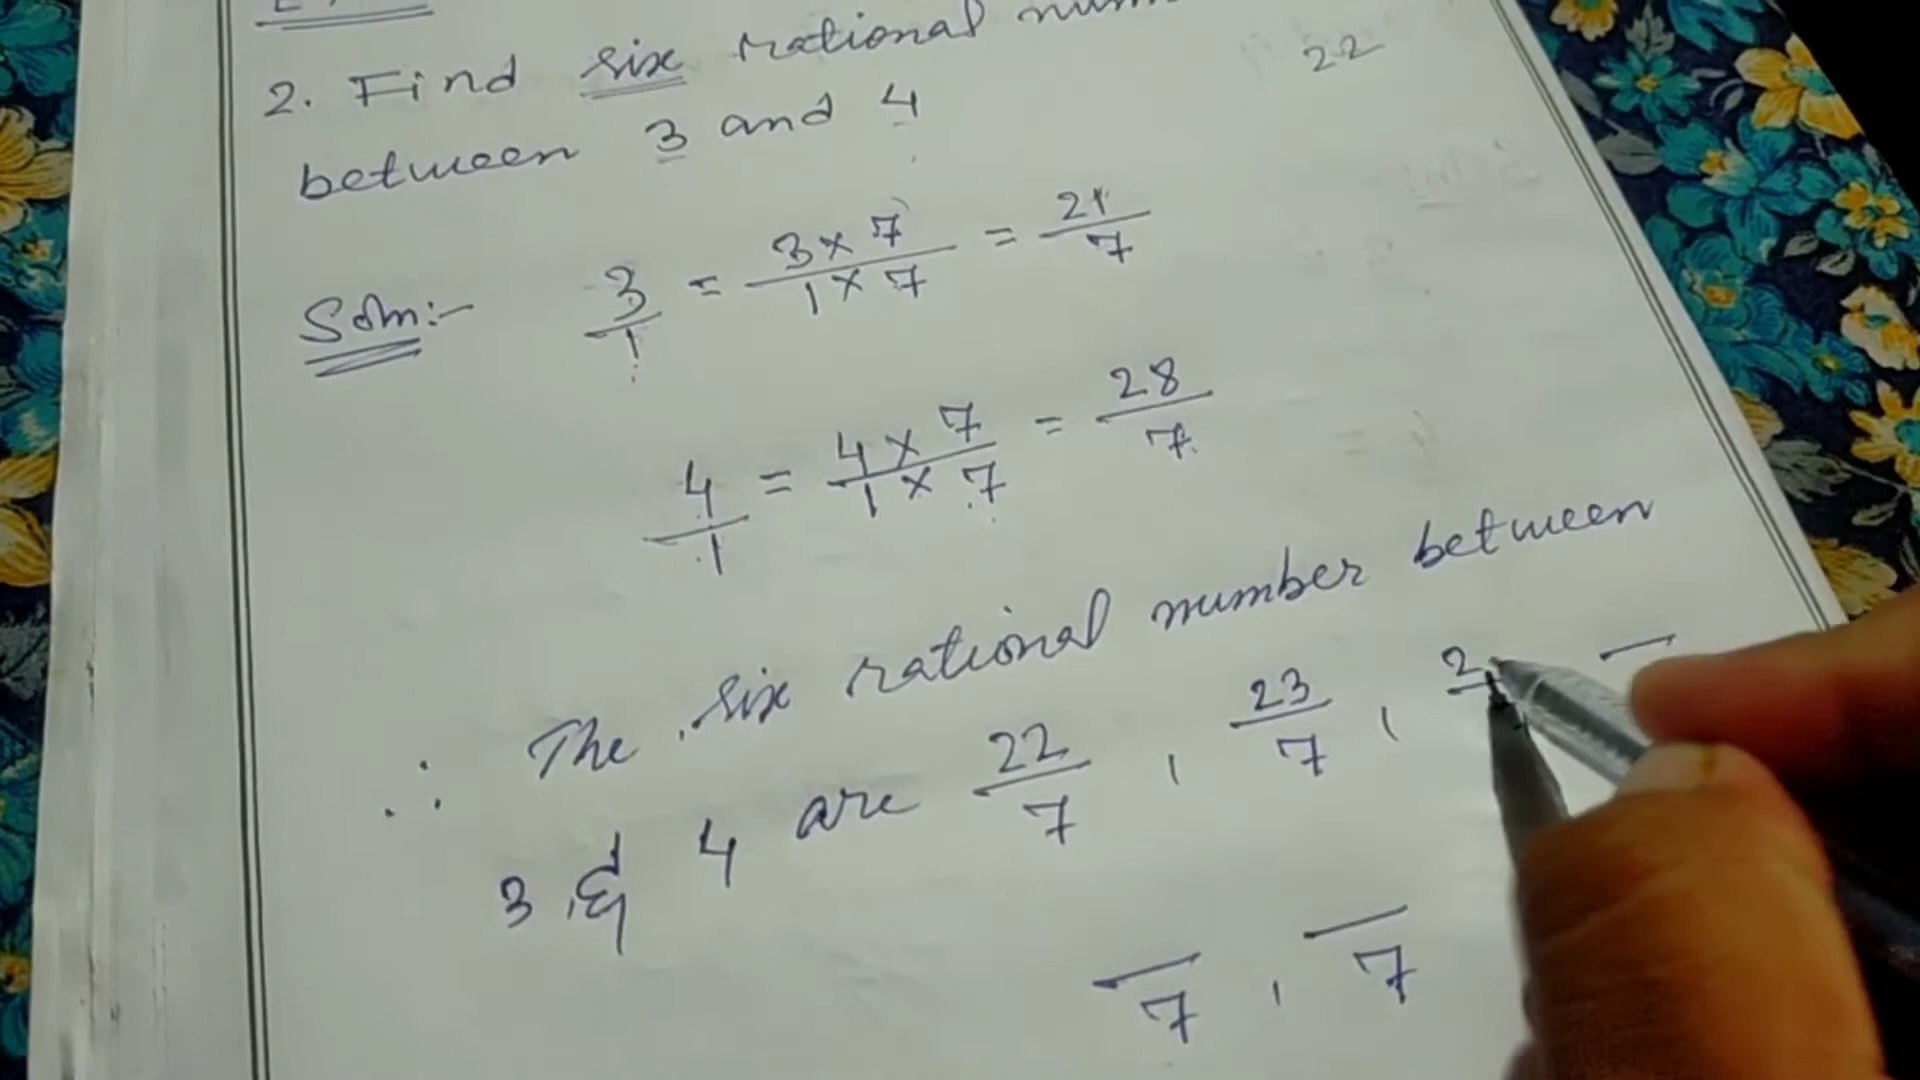 2. Find six rational
22
between 3 and 4
Soln:- 3/1 = 3×7/1×7 = 21/7
4/1 = 4×7/1×7 = 28/7
∴ The six rational number between
3 & 4 are 22/7, 23/7, 2
/7, /7